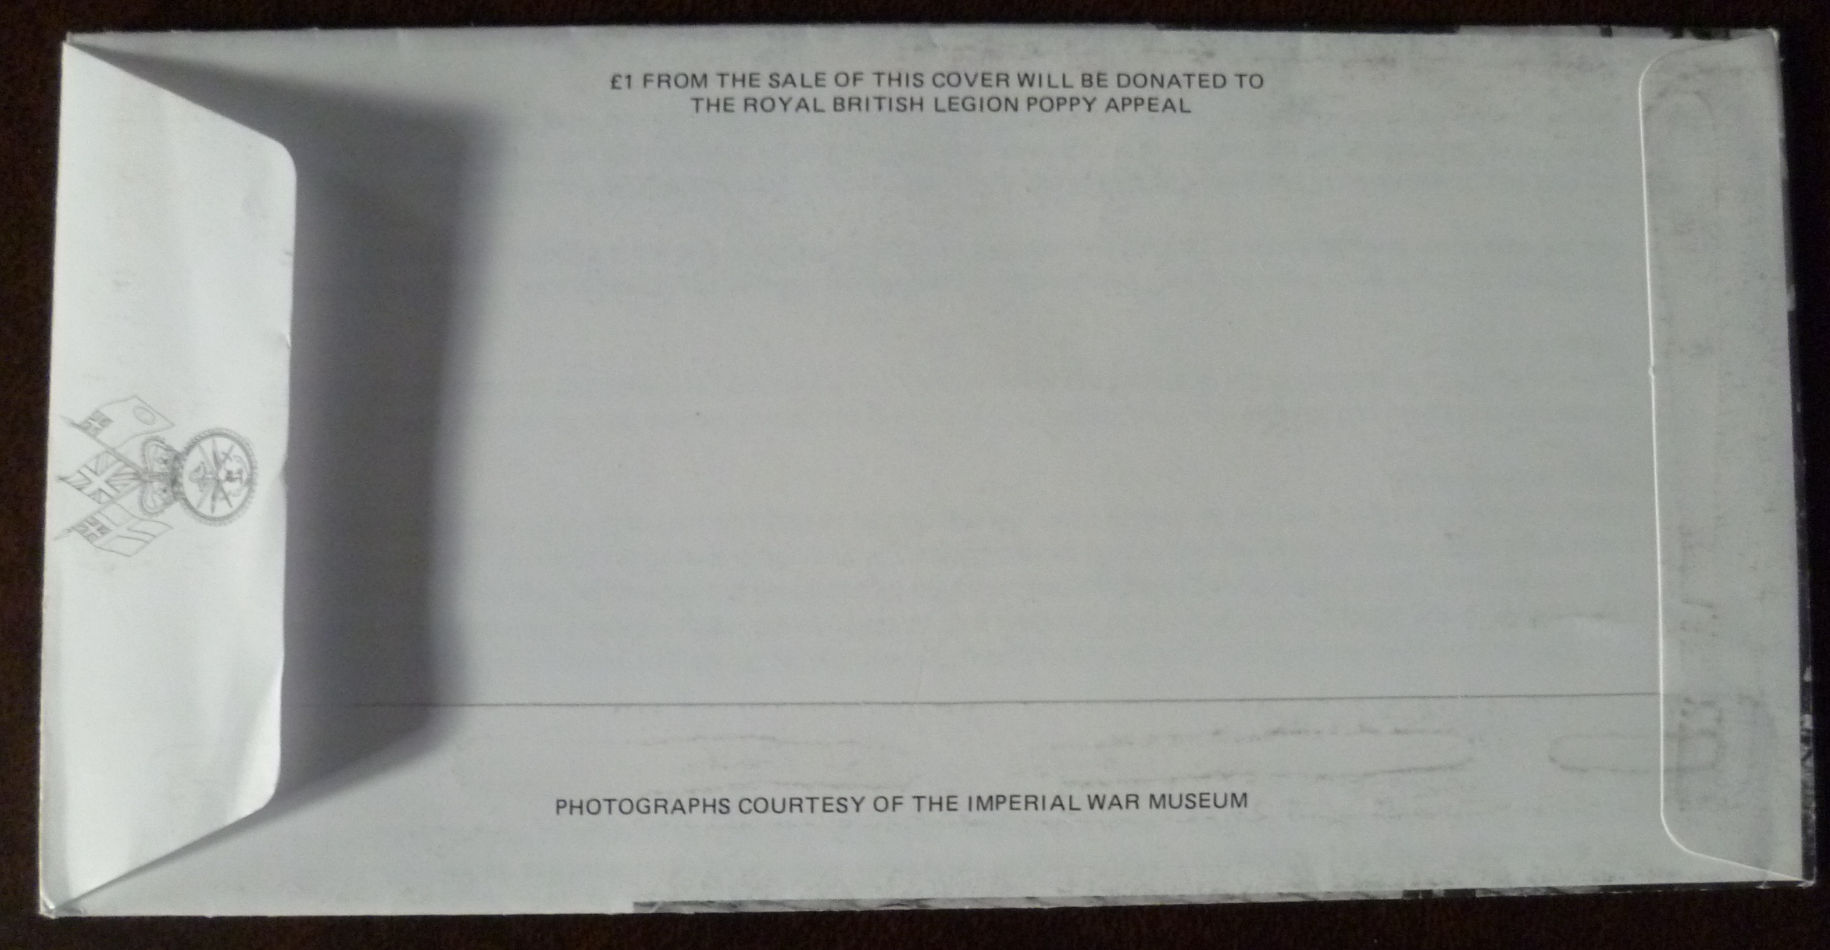 £1 FROM THE SALE OF THIS COVER WILL BE DONATED TO
THE ROYAL BRITISH LEGION POPPY APPEAL
PHOTOGRAPHS COURTESY OF THE IMPERIAL WAR MUSEUM